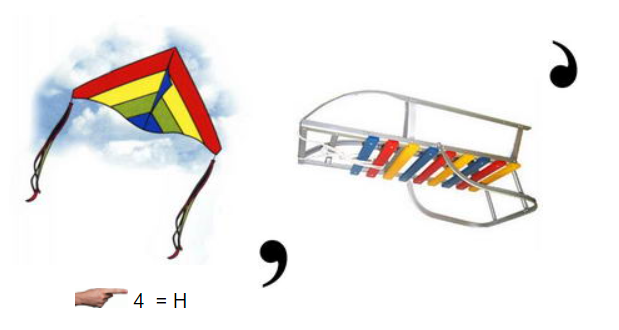 ,
,
4 = H